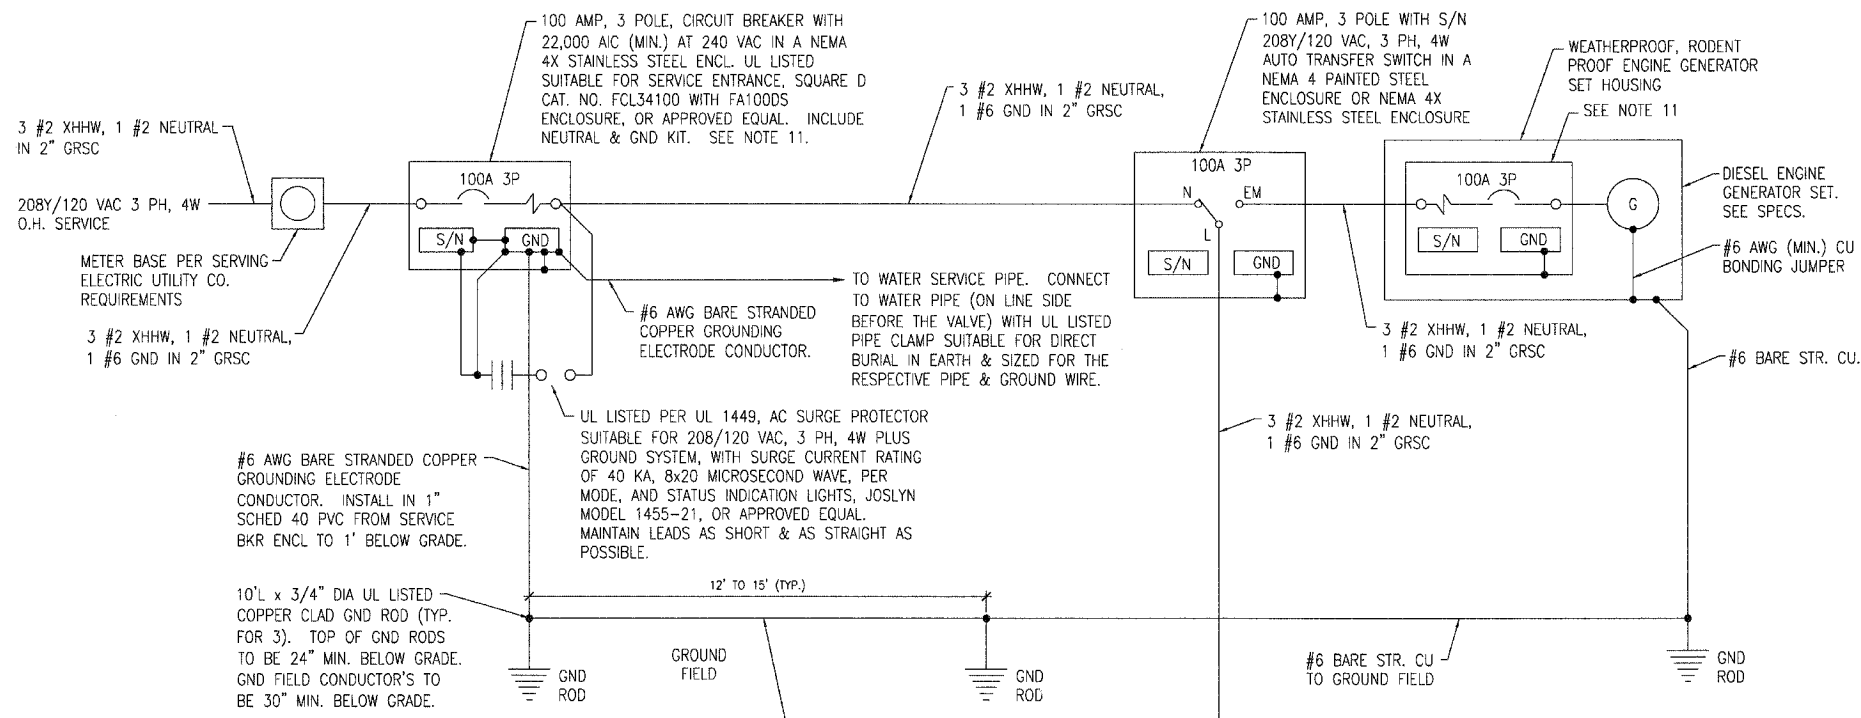 100 AMP, 3 POLE, CIRCUIT BREAKER WITH
22,000 AIC (MIN.) AT 240 VAC IN A NEMA
4X STAINLESS STEEL ENCL. UL LISTED
SUITABLE FOR SERVICE ENTRANCE, SQUARE D
CAT. NO. FCL34100 WITH FA100DS
ENCLOSURE, OR APPROVED EQUAL. INCLUDE
NEUTRAL & GND KIT. SEE NOTE 11.
100 AMP, 3 POLE WITH S/N
208Y/120 VAC, 3 PH, 4W
AUTO TRANSFER SWITCH IN A
NEMA 4 PAINTED STEEL
ENCLOSURE OR NEMA 4X
STAINLESS STEEL ENCLOSURE
WEATHERPROOF, RODENT
PROOF ENGINE GENERATOR
SET HOUSING
SEE NOTE 11
3 #2 XHHW, 1 #2 NEUTRAL,
1 #6 GND IN 2" GRSC
3 #2 XHHW, 1 #2 NEUTRAL
IN 2" GRSC
208Y/120 VAC 3 PH, 4W
O.H. SERVICE
METER BASE PER SERVING
ELECTRIC UTILITY CO.
REQUIREMENTS
3 #2 XHHW, 1 #2 NEUTRAL,
1 #6 GND IN 2" GRSC
100A 3P
S/N
GND
#6 AWG BARE STRANDED
COPPER GROUNDING
ELECTRODE CONDUCTOR.
TO WATER SERVICE PIPE. CONNECT
TO WATER PIPE (ON LINE SIDE
BEFORE THE VALVE) WITH UL LISTED
PIPE CLAMP SUITABLE FOR DIRECT
BURIAL IN EARTH & SIZED FOR THE
RESPECTIVE PIPE & GROUND WIRE.
100A 3P
N
EM
L
S/N
GND
100A 3P
G
S/N
GND
DIESEL ENGINE
GENERATOR SET.
SEE SPECS.
#6 AWG (MIN.) CU
BONDING JUMPER
3 #2 XHHW, 1 #2 NEUTRAL,
1 #6 GND IN 2" GRSC
#6 BARE STR. CU.
UL LISTED PER UL 1449, AC SURGE PROTECTOR
SUITABLE FOR 208/120 VAC, 3 PH, 4W PLUS
GROUND SYSTEM, WITH SURGE CURRENT RATING
OF 40 KA, 8x20 MICROSECOND WAVE, PER
MODE, AND STATUS INDICATION LIGHTS, JOSLYN
MODEL 1455-21, OR APPROVED EQUAL.
MAINTAIN LEADS AS SHORT & AS STRAIGHT AS
POSSIBLE.
3 #2 XHHW, 1 #2 NEUTRAL,
1 #6 GND IN 2" GRSC
#6 AWG BARE STRANDED COPPER
GROUNDING ELECTRODE
CONDUCTOR. INSTALL IN 1"
SCHED 40 PVC FROM SERVICE
BKR ENCL TO 1' BELOW GRADE.
12' TO 15' (TYP.)
10'L x 3/4" DIA UL LISTED
COPPER CLAD GND ROD (TYP.
FOR 3). TOP OF GND RODS
TO BE 24" MIN. BELOW GRADE.
GND FIELD CONDUCTOR'S TO
BE 30" MIN. BELOW GRADE.
GND
ROD
GROUND
FIELD
GND
ROD
#6 BARE STR. CU
TO GROUND FIELD
GND
ROD